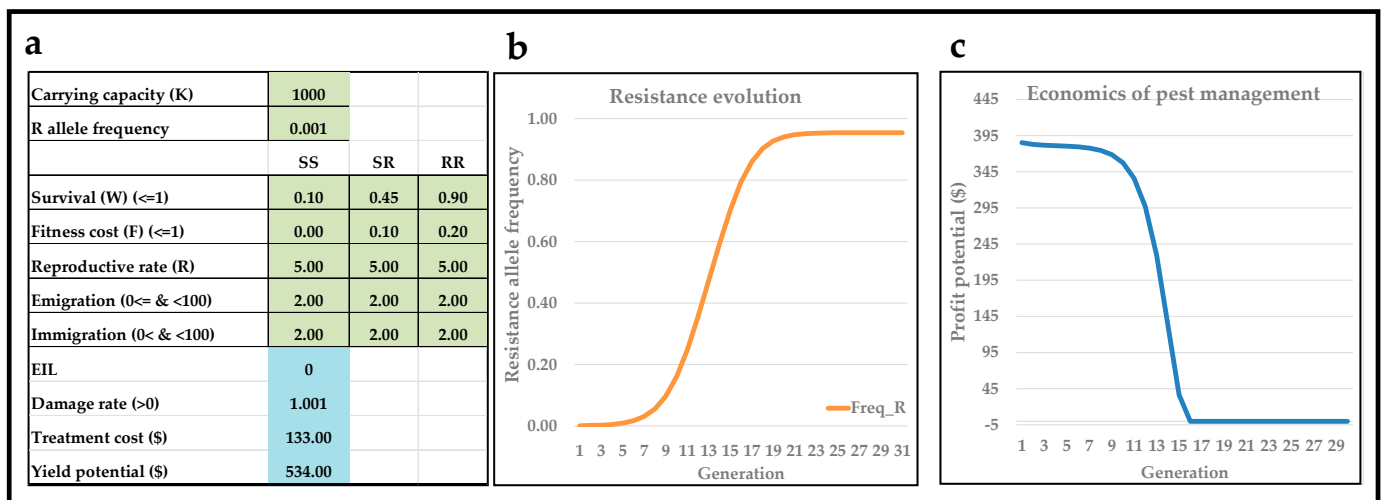 a
Carrying capacity (K) 1000
R allele frequency 0.001
SS SR RR
Survival (W) (<=1) 0.10 0.45 0.90
Fitness cost (F) (<=1) 0.00 0.10 0.20
Reproductive rate (R) 5.00 5.00 5.00
Emigration (0<= & <100) 2.00 2.00 2.00
Immigration (0< & <100) 2.00 2.00 2.00
EIL 0
Damage rate (>0) 1.001
Treatment cost ($) 133.00
Yield potential ($) 534.00
b
Resistance evolution
Resistance allele frequency
1.00
0.80
0.60
0.40
0.20
0.00
Freq_R
1 3 5 7 9 11 13 15 17 19 21 23 25 27 29 31
Generation
c
Economics of pest management
Profit potential ($)
445
395
345
295
245
195
145
95
45
-5
1 3 5 7 9 11 13 15 17 19 21 23 25 27 29
Generation